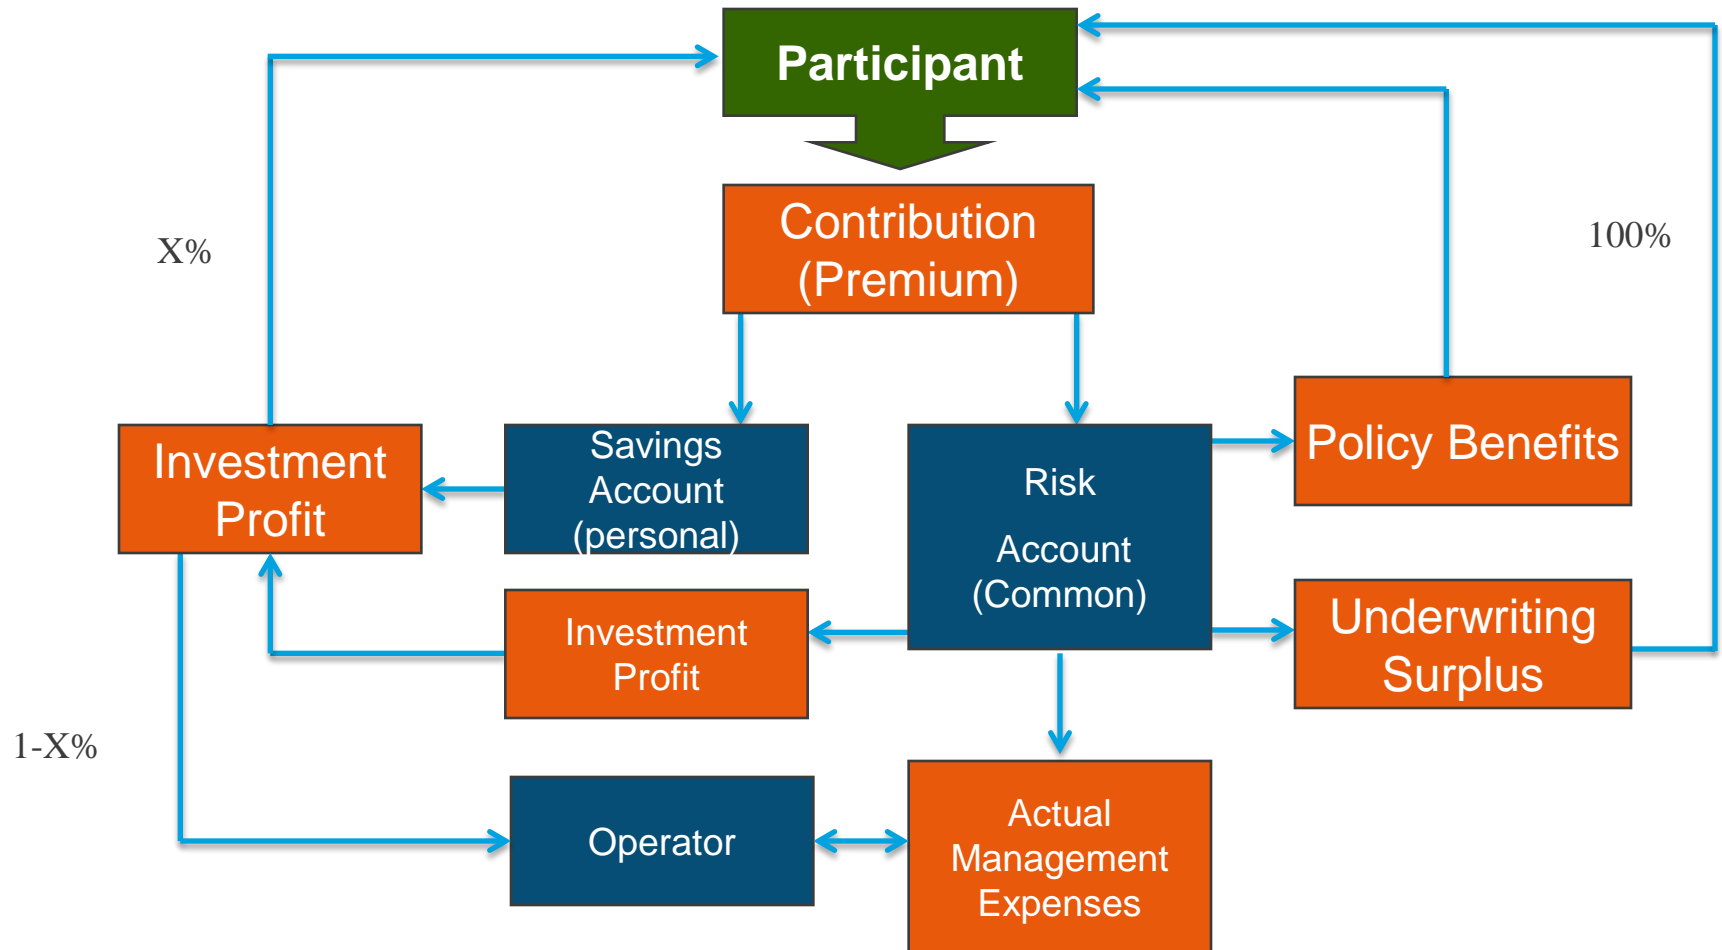 Participant
Contribution
(Premium)
X%
100%
Investment
Profit
Savings
Account
(personal)
Risk
Account
(Common)
Policy Benefits
Investment
Profit
Underwriting
Surplus
1-X%
Operator
Actual
Management
Expenses